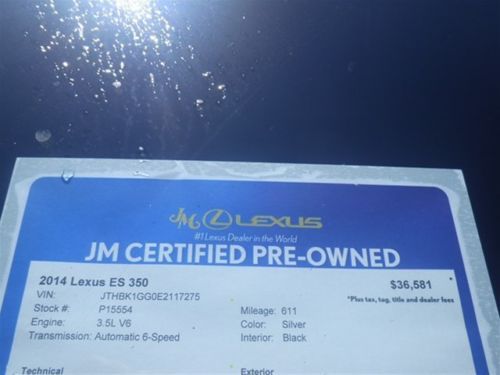 JM LEXUS
#1 Lexus Dealer in the World
JM CERTIFIED PRE-OWNED
2014 Lexus ES 350 $36,581
VIN: JTHBK1GG0E2117275 *Plus tax, tag, title and dealer fees
Stock #: P15554 Mileage: 611
Engine: 3.5L V6 Color: Silver
Transmission: Automatic 6-Speed Interior: Black
Technical Exterior